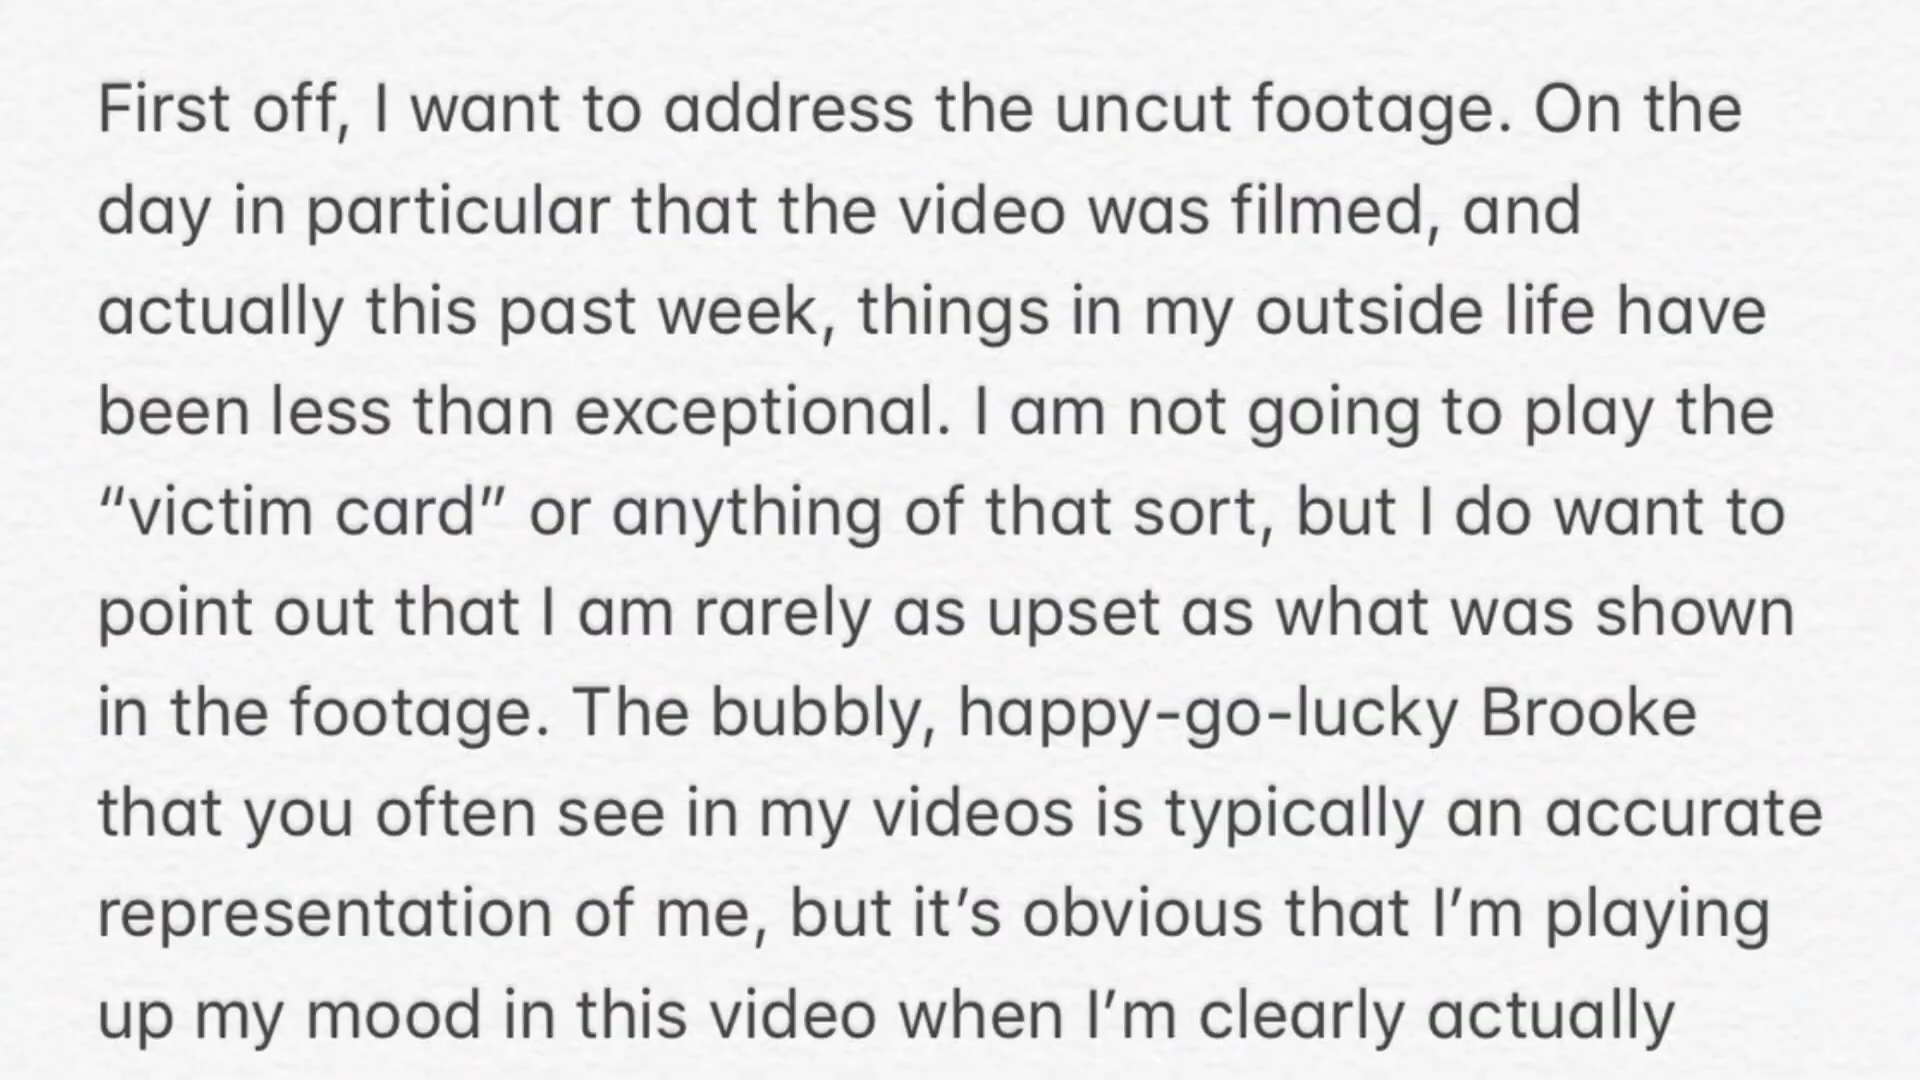 First off, I want to address the uncut footage. On the
day in particular that the video was filmed, and
actually this past week, things in my outside life have
been less than exceptional. I am not going to play the
“victim card” or anything of that sort, but I do want to
point out that I am rarely as upset as what was shown
in the footage. The bubbly, happy-go-lucky Brooke
that you often see in my videos is typically an accurate
representation of me, but it’s obvious that I’m playing
up my mood in this video when I’m clearly actually